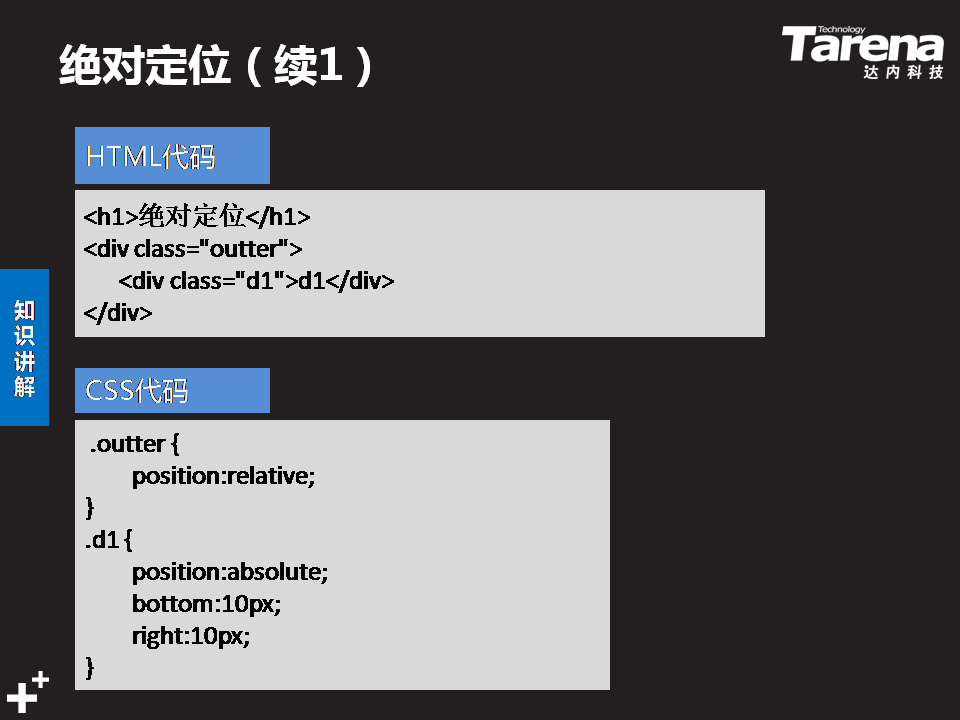 绝对定位（续1）
Technology
Tarena
达内科技
HTML代码
<h1>绝对定位</h1>
<div class="outter">
<div class="d1">d1</div>
</div>
知识讲解
CSS代码
.outter {
position:relative;
}
.d1 {
position:absolute;
bottom:10px;
right:10px;
}